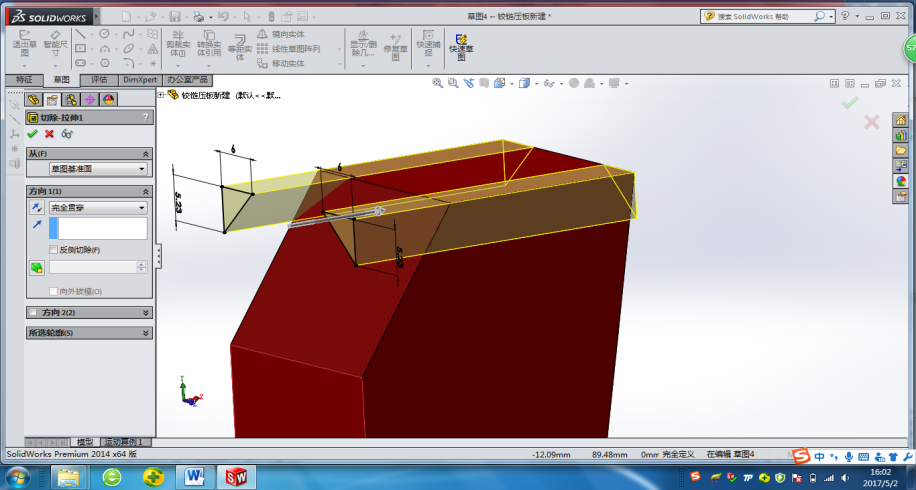 SOLIDWORKS
草图4 - 铰链压板新建 *
搜索 SolidWorks 帮助
退出草图
智能尺寸
剪裁实体(I)
转换实体引用
等距实体
镜向实体
线性草图阵列
移动实体
显示/删除几...
修复草图
快速捕捉
快速草图
57
特征
草图
评估
DimXpert
办公室产品
铰链压板新建 (默认<<默...
切除-拉伸1
?
从(F)
草图基准面
方向 1(1)
完全贯穿
反侧切除(F)
向外拔模(O)
方向 2(2)
所选轮廓(S)
6
5.23
6
5.23
Y
X
模型
运动算例 1
SolidWorks Premium 2014 x64 版
-12.09mm
89.48mm
0mm
完全定义
在编辑 草图4
中
16:02
2017/5/2